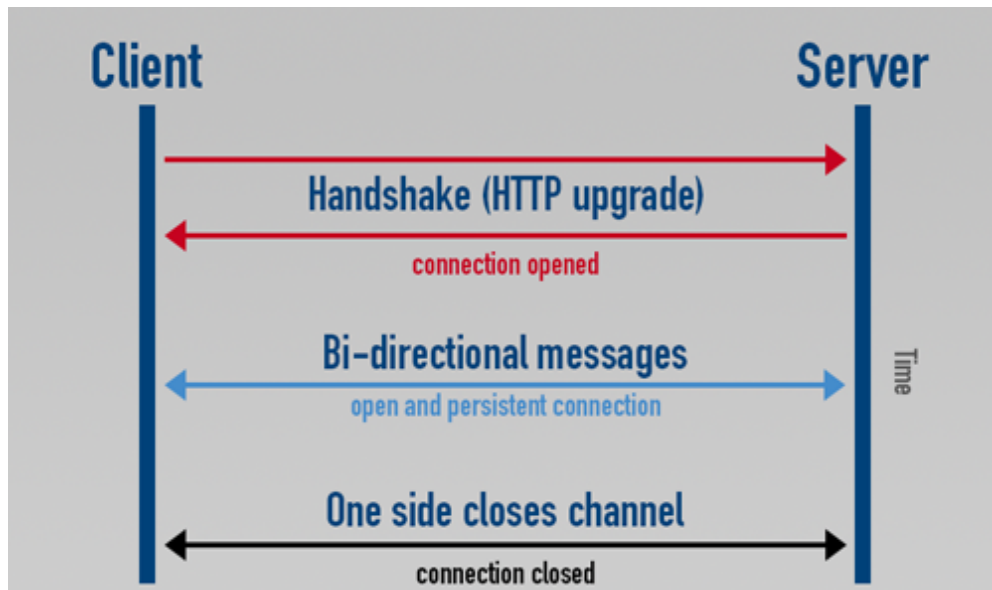 Client
Server
Handshake (HTTP upgrade)
connection opened
Bi-directional messages
open and persistent connection
Time
One side closes channel
connection closed